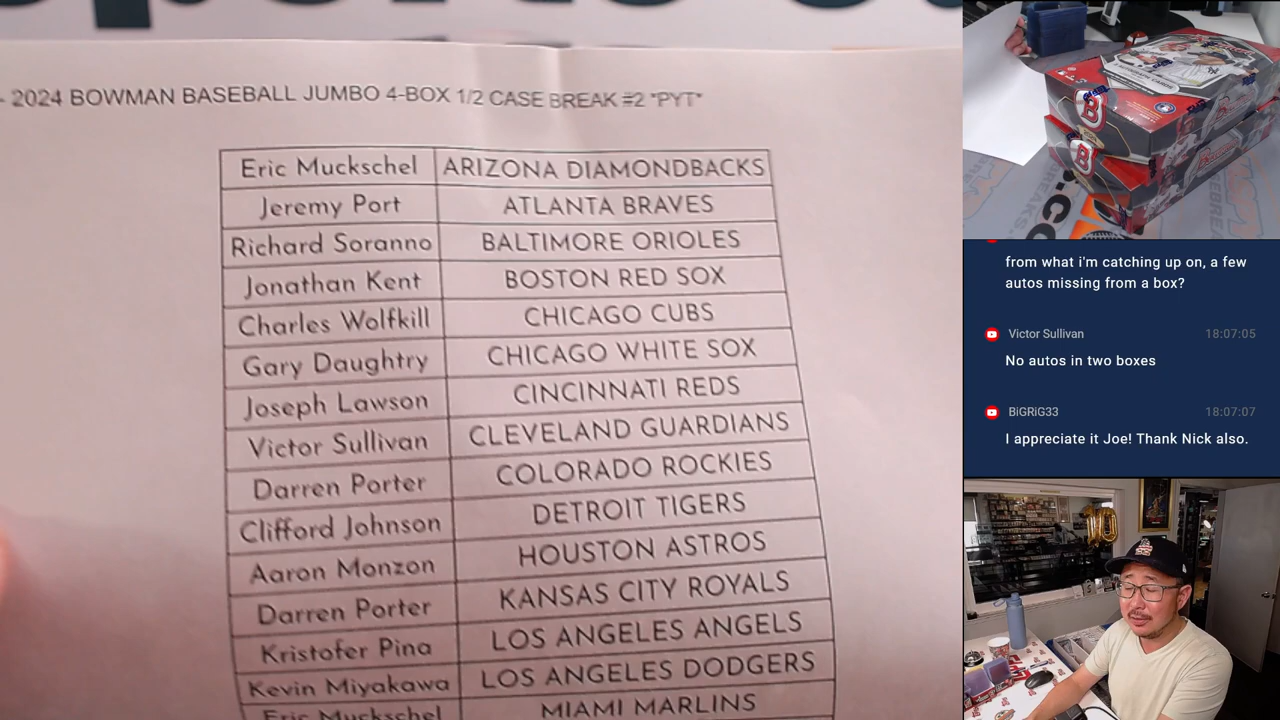 - 2024 BOWMAN BASEBALL JUMBO 4-BOX 1/2 CASE BREAK #2 *PYT*
Eric Muckschel ARIZONA DIAMONDBACKS
Jeremy Port ATLANTA BRAVES
Richard Soranno BALTIMORE ORIOLES
Jonathan Kent BOSTON RED SOX
Charles Wolfkill CHICAGO CUBS
Gary Daughtry CHICAGO WHITE SOX
Joseph Lawson CINCINNATI REDS
Victor Sullivan CLEVELAND GUARDIANS
Darren Porter COLORADO ROCKIES
Clifford Johnson DETROIT TIGERS
Aaron Monzon HOUSTON ASTROS
Darren Porter KANSAS CITY ROYALS
Kristofer Pina LOS ANGELES ANGELS
Kevin Miyakawa LOS ANGELES DODGERS
Eric Muckschel MIAMI MARLINS
from what i'm catching up on, a few
autos missing from a box?
Victor Sullivan 18:07:05
No autos in two boxes
BiGRiG33 18:07:07
I appreciate it Joe! Thank Nick also.